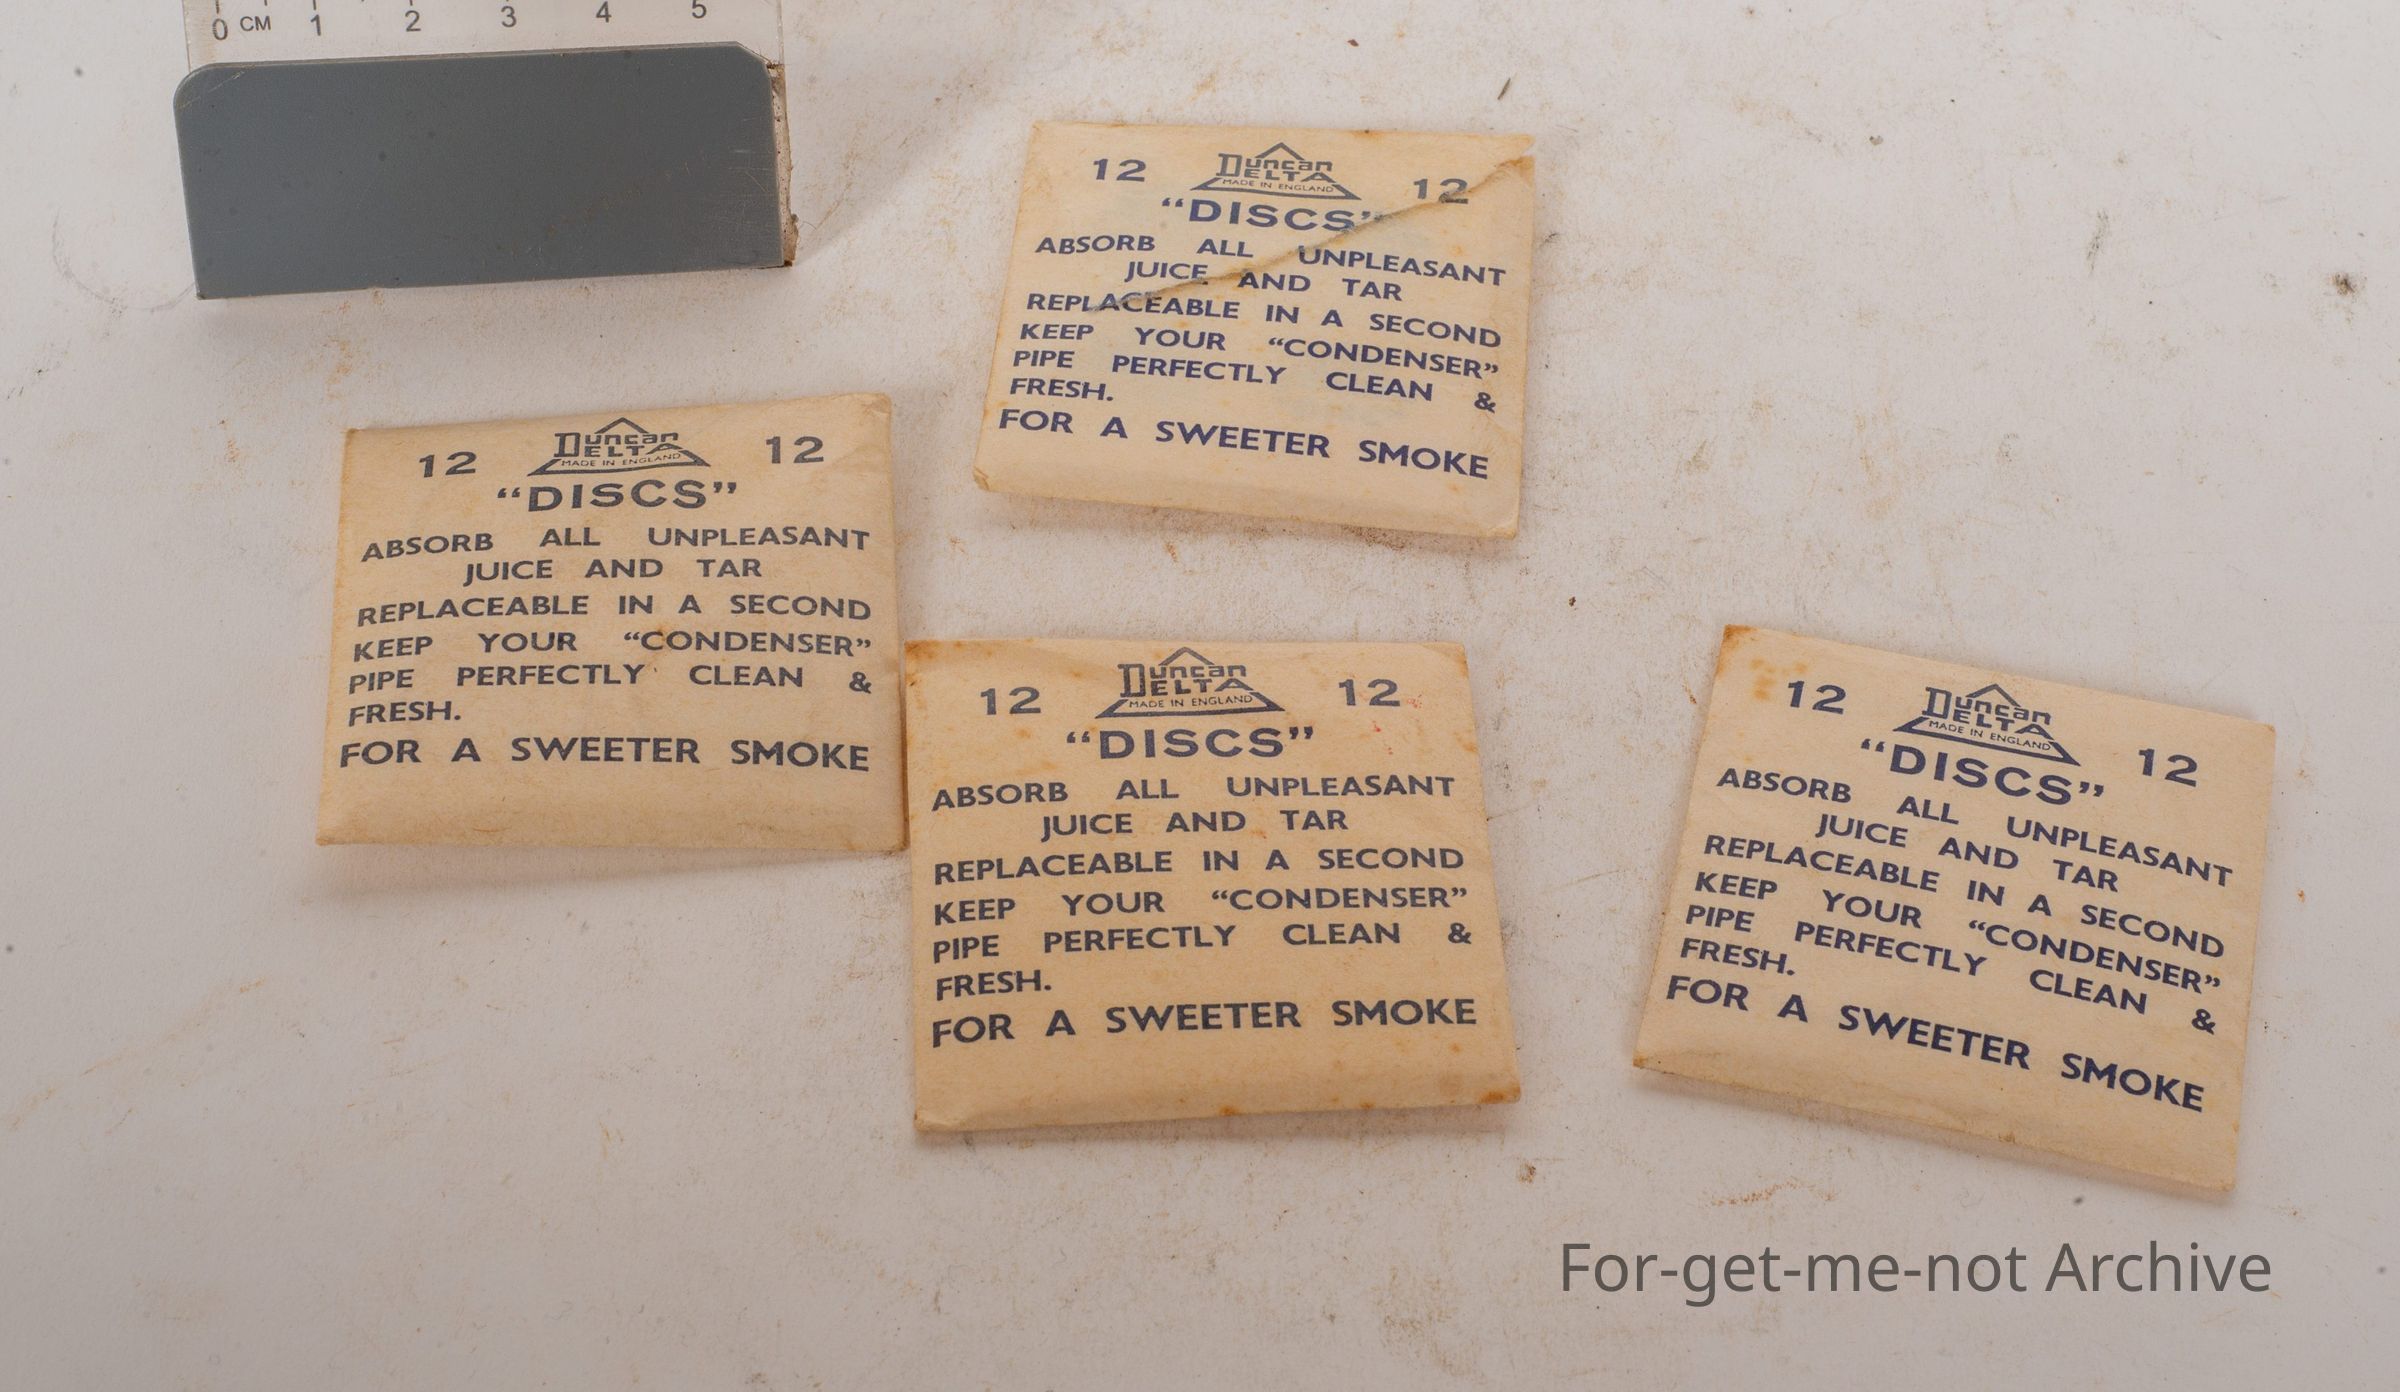 0 CM 1 2 3 4 5
12 Duncan 12
DELTA
MADE IN ENGLAND
“DISCS”
ABSORB ALL UNPLEASANT
JUICE AND TAR
REPLACEABLE IN A SECOND
KEEP YOUR “CONDENSER”
PIPE PERFECTLY CLEAN &
FRESH.
FOR A SWEETER SMOKE
12 Duncan 12
DELTA
MADE IN ENGLAND
“DISCS”
ABSORB ALL UNPLEASANT
JUICE AND TAR
REPLACEABLE IN A SECOND
KEEP YOUR “CONDENSER”
PIPE PERFECTLY CLEAN &
FRESH.
FOR A SWEETER SMOKE
12 Duncan 12
DELTA
MADE IN ENGLAND
“DISCS”
ABSORB ALL UNPLEASANT
JUICE AND TAR
REPLACEABLE IN A SECOND
KEEP YOUR “CONDENSER”
PIPE PERFECTLY CLEAN &
FRESH.
FOR A SWEETER SMOKE
12 Duncan 12
DELTA
MADE IN ENGLAND
“DISCS”
ABSORB ALL UNPLEASANT
JUICE AND TAR
REPLACEABLE IN A SECOND
KEEP YOUR “CONDENSER”
PIPE PERFECTLY CLEAN &
FRESH.
FOR A SWEETER SMOKE
For-get-me-not Archive